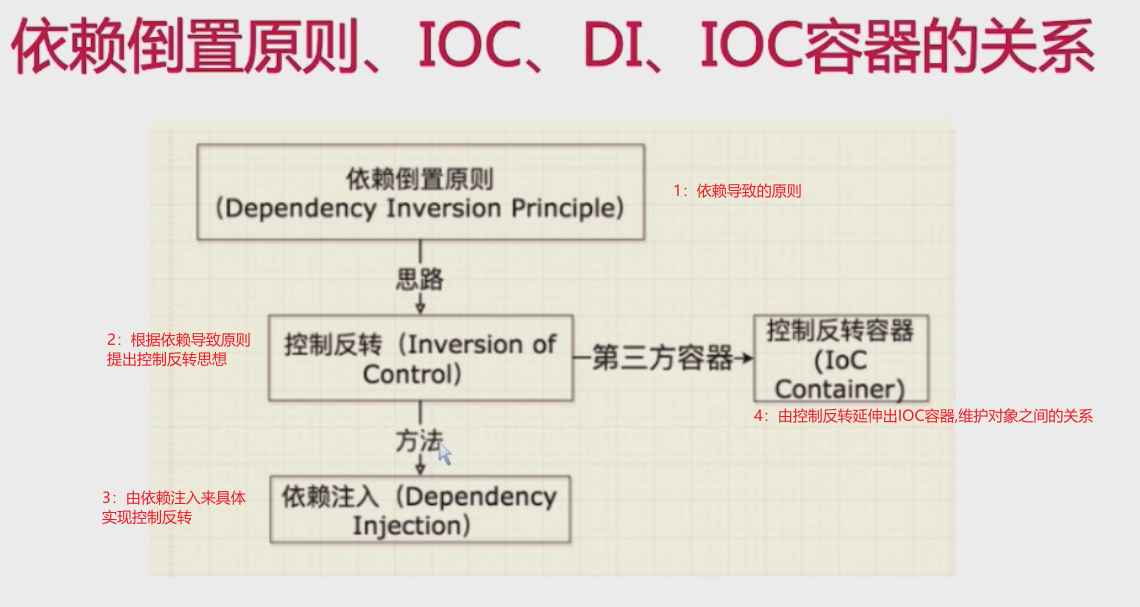 依赖倒置原则、IOC、DI、IOC容器的关系
依赖倒置原则
（Dependency Inversion Principle）
1：依赖导致的原则
思路
2：根据依赖导致原则
提出控制反转思想
控制反转（Inversion of
Control）
第三方容器
控制反转容器
(IoC
Container)
4：由控制反转延伸出IOC容器,维护对象之间的关系
方法
3：由依赖注入来具体
实现控制反转
依赖注入（Dependency
Injection）